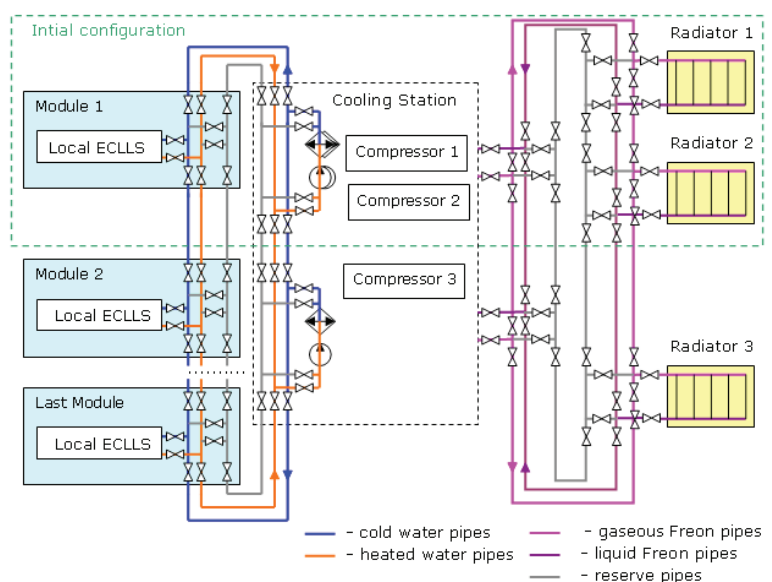 Intial configuration
Radiator 1
Module 1
Cooling Station
Local ECLLS
Compressor 1
Radiator 2
Compressor 2
Module 2
Compressor 3
Local ECLLS
Radiator 3
Last Module
Local ECLLS
- cold water pipes
- heated water pipes
- gaseous Freon pipes
- liquid Freon pipes
- reserve pipes